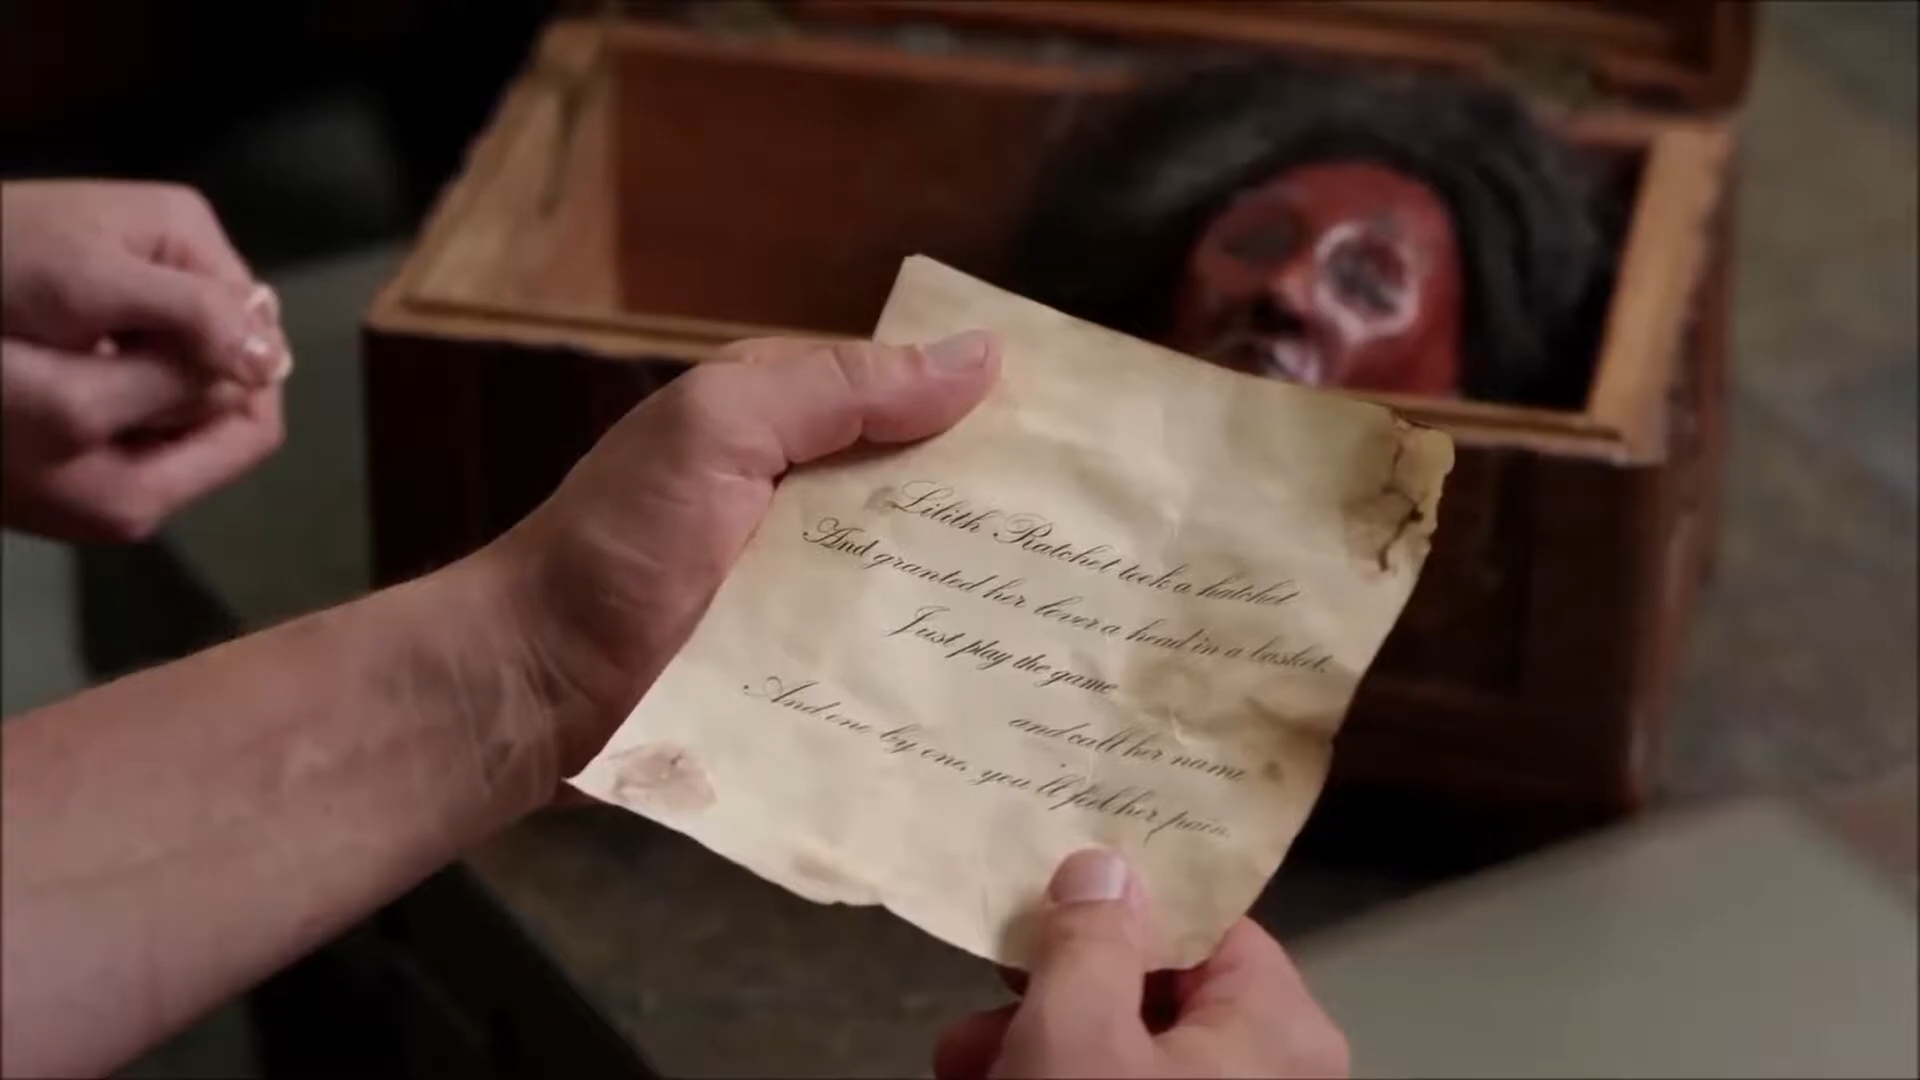 Lilith Ratchet took a hatchet
And granted her lover a head in a basket.
Just play the game
and call her name
And one by one, you'll feel her pain.